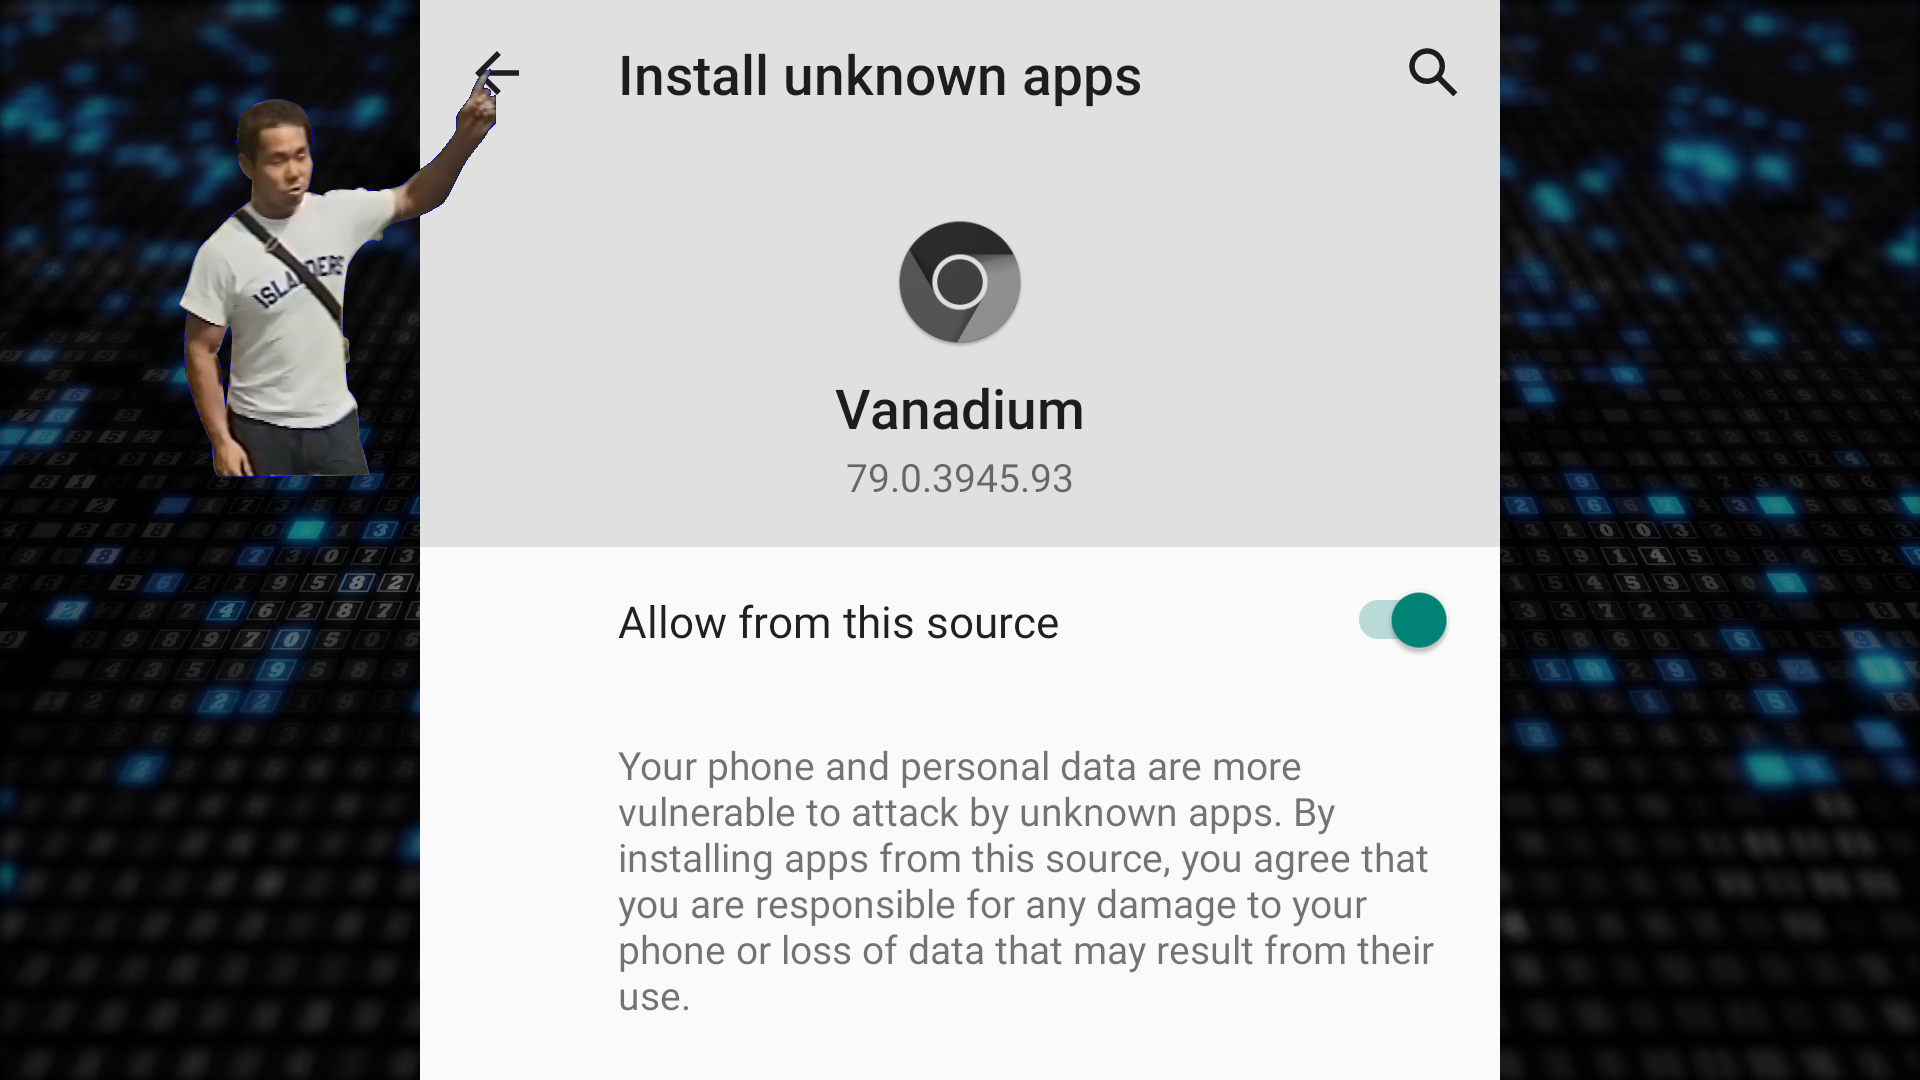 Install unknown apps
ISLANDERS
Vanadium
79.0.3945.93
Allow from this source
Your phone and personal data are more
vulnerable to attack by unknown apps. By
installing apps from this source, you agree that
you are responsible for any damage to your
phone or loss of data that may result from their
use.